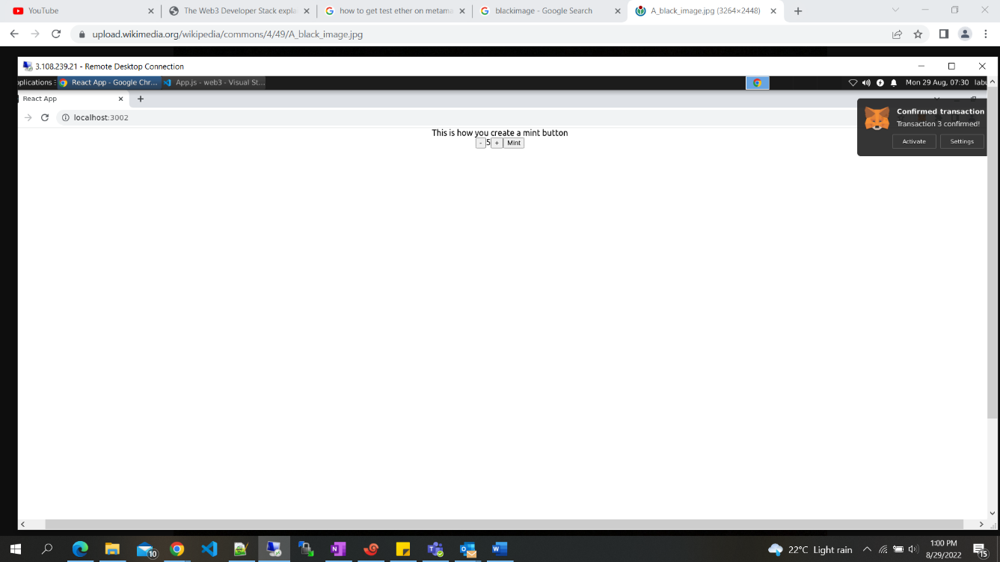 YouTube
The Web3 Developer Stack expla
how to get test ether on metama
blackimage - Google Search
A_black_image.jpg (3264×2448)
upload.wikimedia.org/wikipedia/commons/4/49/A_black_image.jpg
3.108.239.21 - Remote Desktop Connection
pplications
React App - Google Chr...
App.js - web3 - Visual St...
Mon 29 Aug, 07:30
labu
React App
localhost:3002
Confirmed transaction
Transaction 3 confirmed!
Activate
Settings
This is how you create a mint button
- 5 + Mint
10
22°C Light rain
1:00 PM
8/29/2022
15